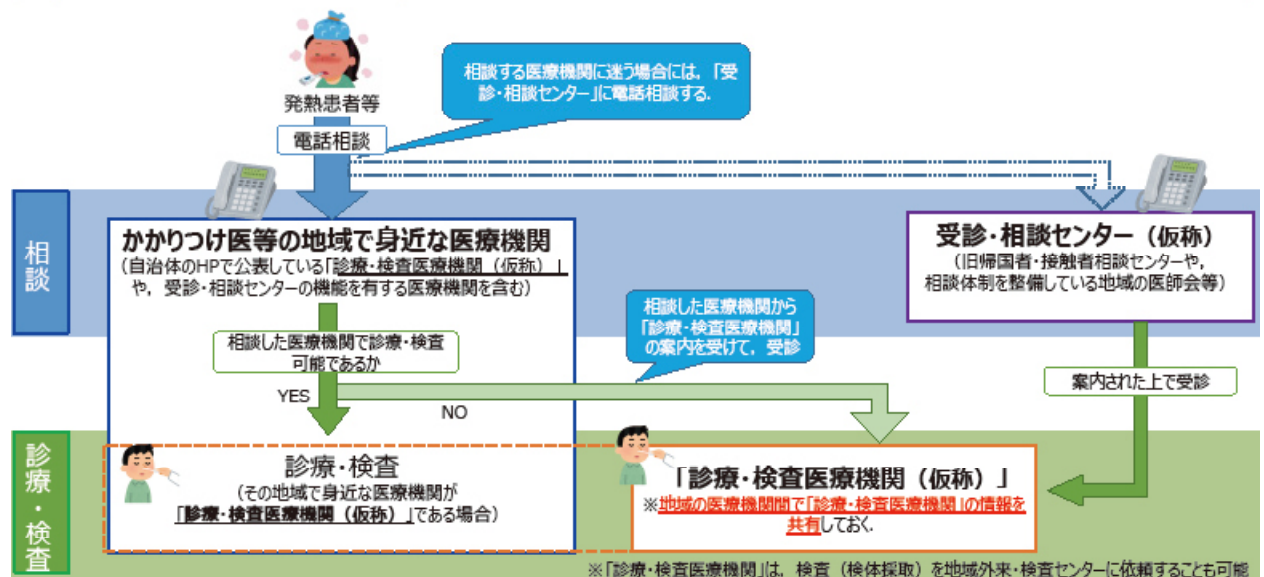 発熱患者等
電話相談
相談する医療機関に迷う場合には,「受
診・相談センター」に電話相談する.
相談
かかりつけ医等の地域で身近な医療機関
(自治体のHPで公表している「診療・検査医療機関(仮称)」
や,受診・相談センターの機能を有する医療機関を含む)
受診・相談センター(仮称)
(旧帰国者・接触者相談センターや,
相談体制を整備している地域の医師会等)
相談した医療機関から
「診療・検査医療機関」
の案内を受けて,受診
相談した医療機関で診療・検査
可能であるか
YES
NO
案内された上で受診
診療・検査
診療・検査
(その地域で身近な医療機関が
「診療・検査医療機関(仮称)」である場合)
「診療・検査医療機関(仮称)」
※地域の医療機関間で「診療・検査医療機関」の情報を
共有しておく.
※「診療・検査医療機関」は,検査(検体採取)を地域外来・検査センターに依頼することも可能